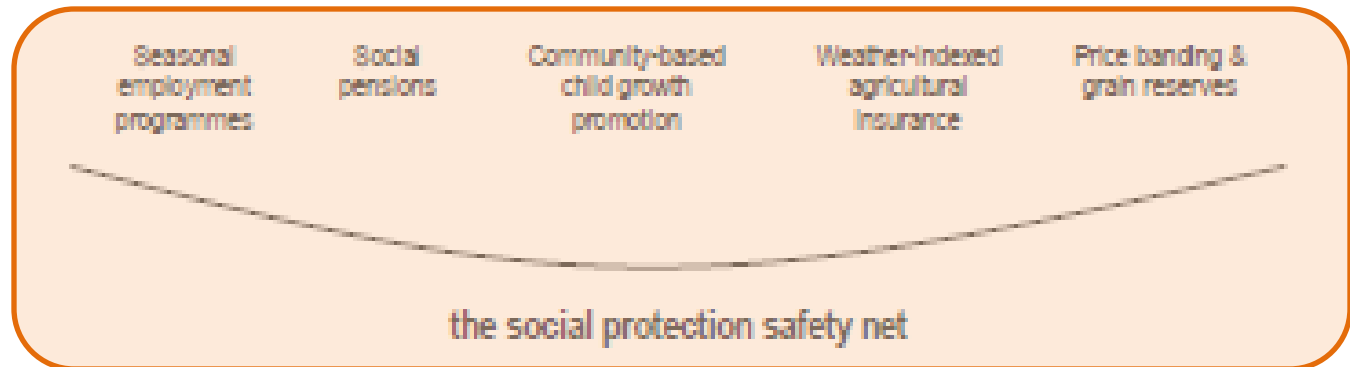 Seasonal
employment
programmes
Social
pensions
Community-based
child growth
promotion
Weather-indexed
agricultural
insurance
Price banding &
grain reserves
the social protection safety net